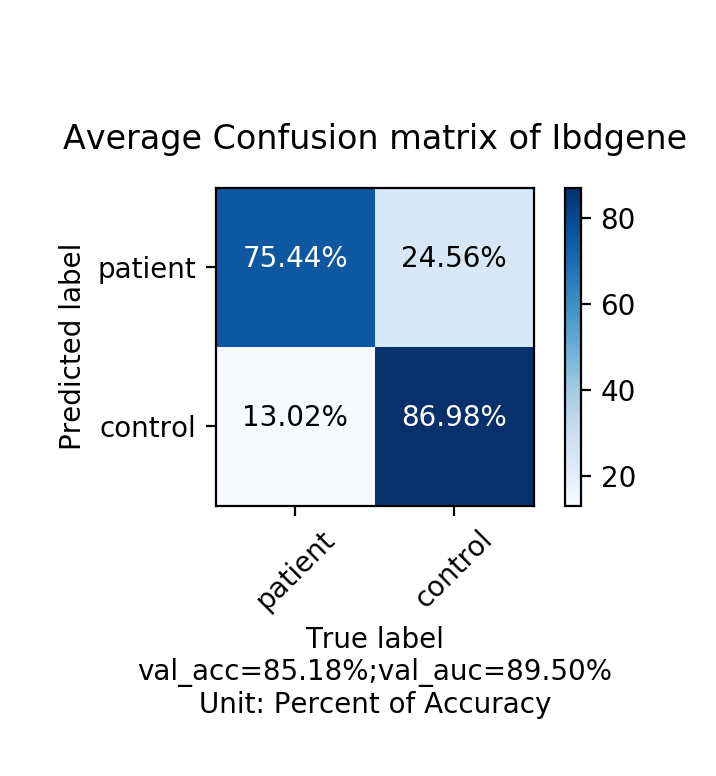 Average Confusion matrix of Ibdgene
Predicted label
patient
75.44%
24.56%
control
13.02%
86.98%
80
60
40
20
patient
control
True label
val_acc=85.18%;val_auc=89.50%
Unit: Percent of Accuracy